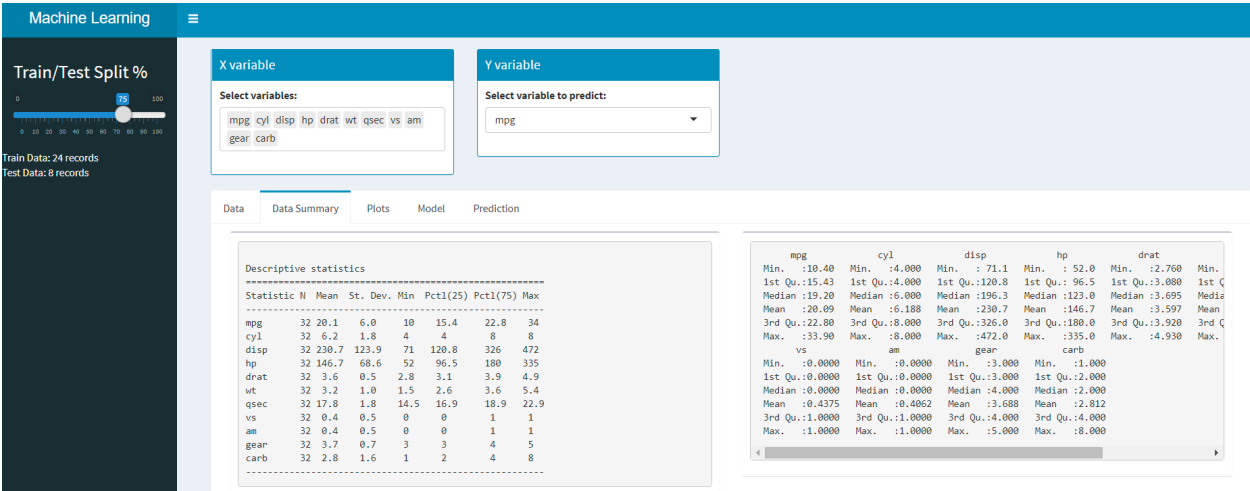 Machine Learning
Train/Test Split %
0 75 100
0 10 20 30 40 50 60 70 80 90 100
Train Data: 24 records
Test Data: 8 records
X variable
Select variables:
mpg cyl disp hp drat wt qsec vs am
gear carb
Y variable
Select variable to predict:
mpg
Data Data Summary Plots Model Prediction
Descriptive statistics
======================================================
Statistic N Mean St. Dev. Min Pctl(25) Pctl(75) Max
------------------------------------------------------
mpg 32 20.1 6.0 10 15.4 22.8 34
cyl 32 6.2 1.8 4 4 8 8
disp 32 230.7 123.9 71 120.8 326 472
hp 32 146.7 68.6 52 96.5 180 335
drat 32 3.6 0.5 2.8 3.1 3.9 4.9
wt 32 3.2 1.0 1.5 2.6 3.6 5.4
qsec 32 17.8 1.8 14.5 16.9 18.9 22.9
vs 32 0.4 0.5 0 0 1 1
am 32 0.4 0.5 0 0 1 1
gear 32 3.7 0.7 3 3 4 5
carb 32 2.8 1.6 1 2 4 8
------------------------------------------------------
mpg cyl disp hp drat
Min. :10.40 Min. :4.000 Min. : 71.1 Min. : 52.0 Min. :2.760 Min.
1st Qu.:15.43 1st Qu.:4.000 1st Qu.:120.8 1st Qu.: 96.5 1st Qu.:3.080 1st Q
Median :19.20 Median :6.000 Median :196.3 Median :123.0 Median :3.695 Media
Mean :20.09 Mean :6.188 Mean :230.7 Mean :146.7 Mean :3.597 Mean
3rd Qu.:22.80 3rd Qu.:8.000 3rd Qu.:326.0 3rd Qu.:180.0 3rd Qu.:3.920 3rd Q
Max. :33.90 Max. :8.000 Max. :472.0 Max. :335.0 Max. :4.930 Max.
vs am gear carb
Min. :0.0000 Min. :0.0000 Min. :3.000 Min. :1.000
1st Qu.:0.0000 1st Qu.:0.0000 1st Qu.:3.000 1st Qu.:2.000
Median :0.0000 Median :0.0000 Median :4.000 Median :2.000
Mean :0.4375 Mean :0.4062 Mean :3.688 Mean :2.812
3rd Qu.:1.0000 3rd Qu.:1.0000 3rd Qu.:4.000 3rd Qu.:4.000
Max. :1.0000 Max. :1.0000 Max. :5.000 Max. :8.000